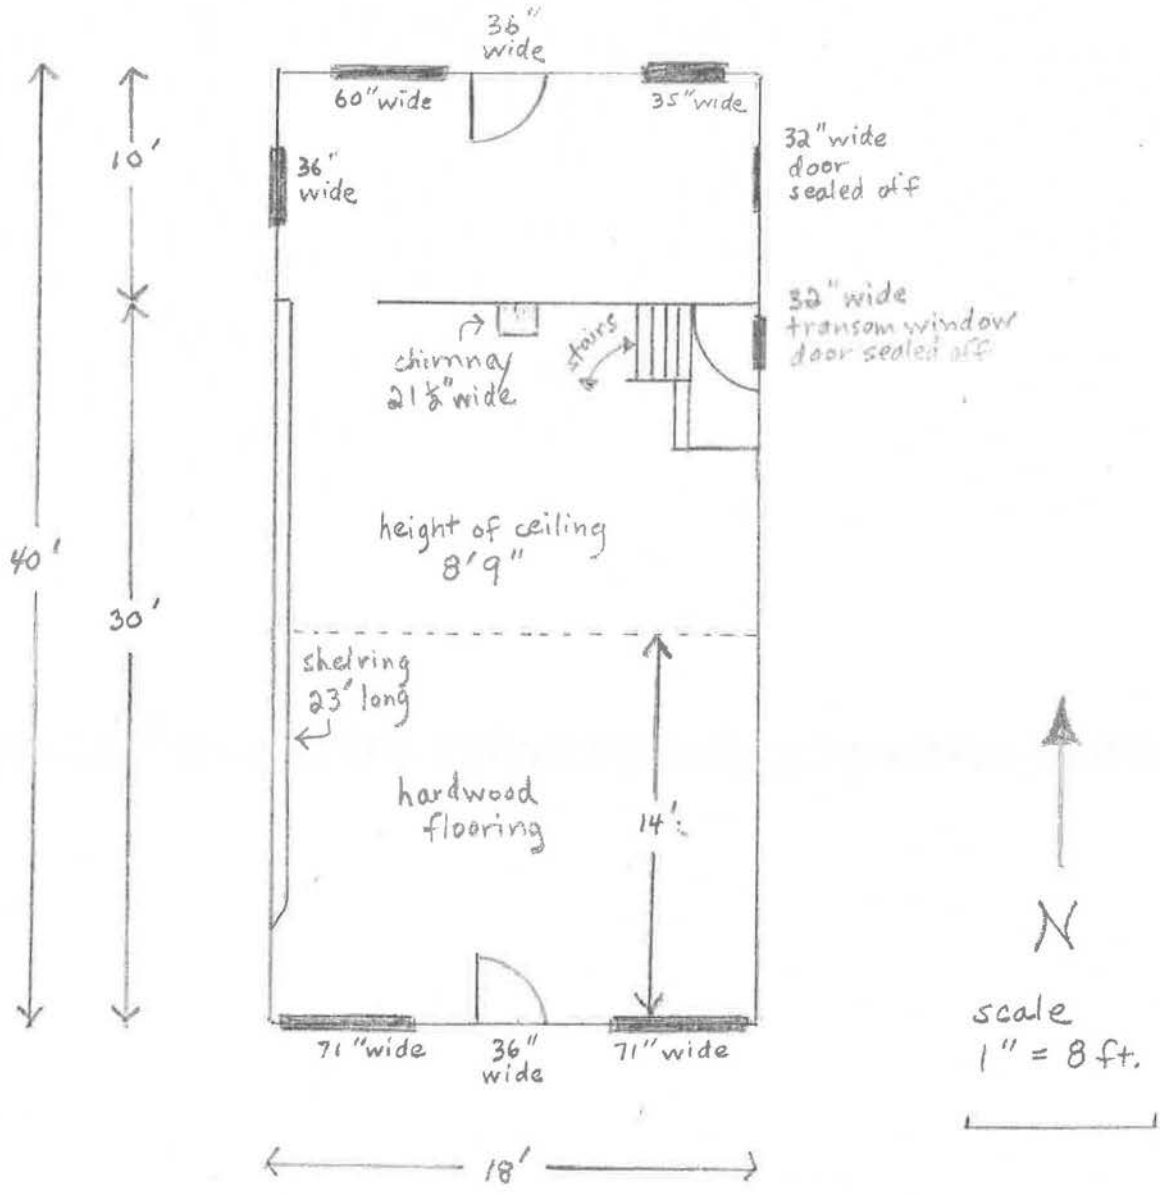 36"
wide
60" wide
35" wide
10'
36"
wide
32" wide
door
sealed off
32" wide
transom window
door sealed off
stairs
chimney
21 1/2" wide
height of ceiling
8' 9"
40'
30'
shelving
23' long
hardwood
flooring
14'
N
scale
1" = 8 ft.
71" wide
36"
wide
71" wide
18'